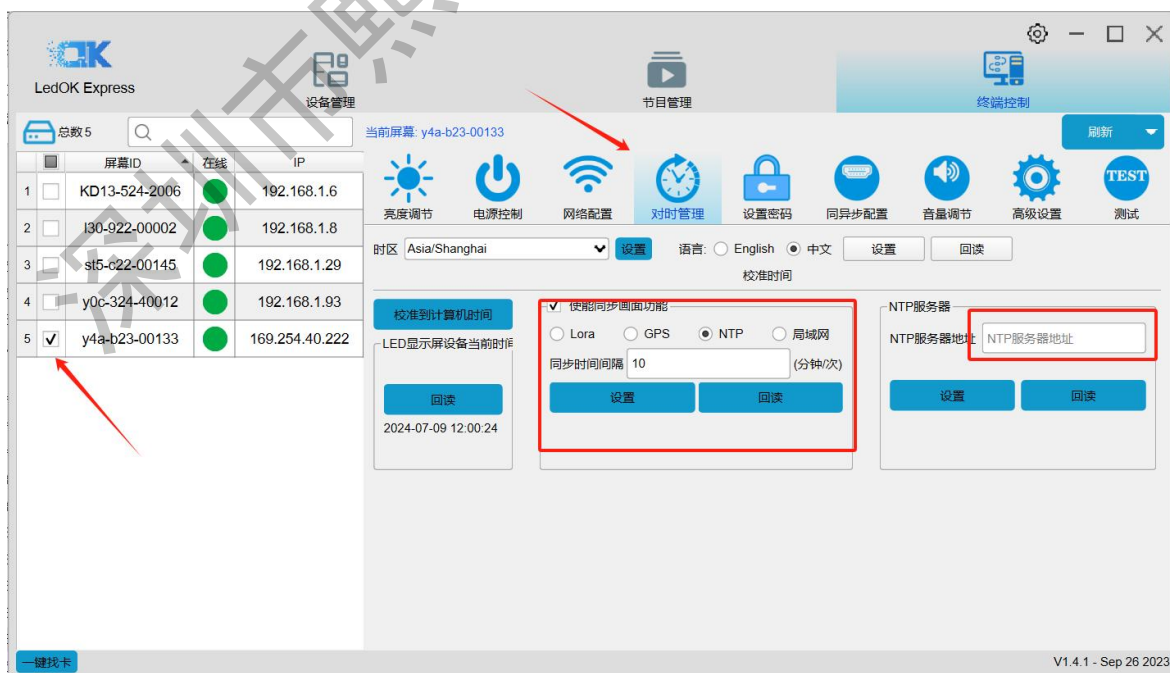 LedOK Express
设备管理
节目管理
终端控制
总数 5
当前屏幕: y4a-b23-00133
刷新
屏幕ID 在线 IP
1 KD13-524-2006 192.168.1.6
2 l30-922-00002 192.168.1.8
3 st5-c22-00145 192.168.1.29
4 y0c-324-40012 192.168.1.93
5 y4a-b23-00133 169.254.40.222
亮度调节 电源控制 网络配置 对时管理 设置密码 同异步配置 音量调节 高级设置 TEST 测试
时区 Asia/Shanghai 设置 语言: English 中文 设置 回读
校准时间
校准到计算机时间
LED显示屏设备当前时间
回读
2024-07-09 12:00:24
使能同步画面功能
Lora GPS NTP 局域网
同步时间间隔 10 (分钟/次)
设置 回读
NTP服务器
NTP服务器地址 NTP服务器地址
设置 回读
一键找卡
V1.4.1 - Sep 26 2023
深圳市熙